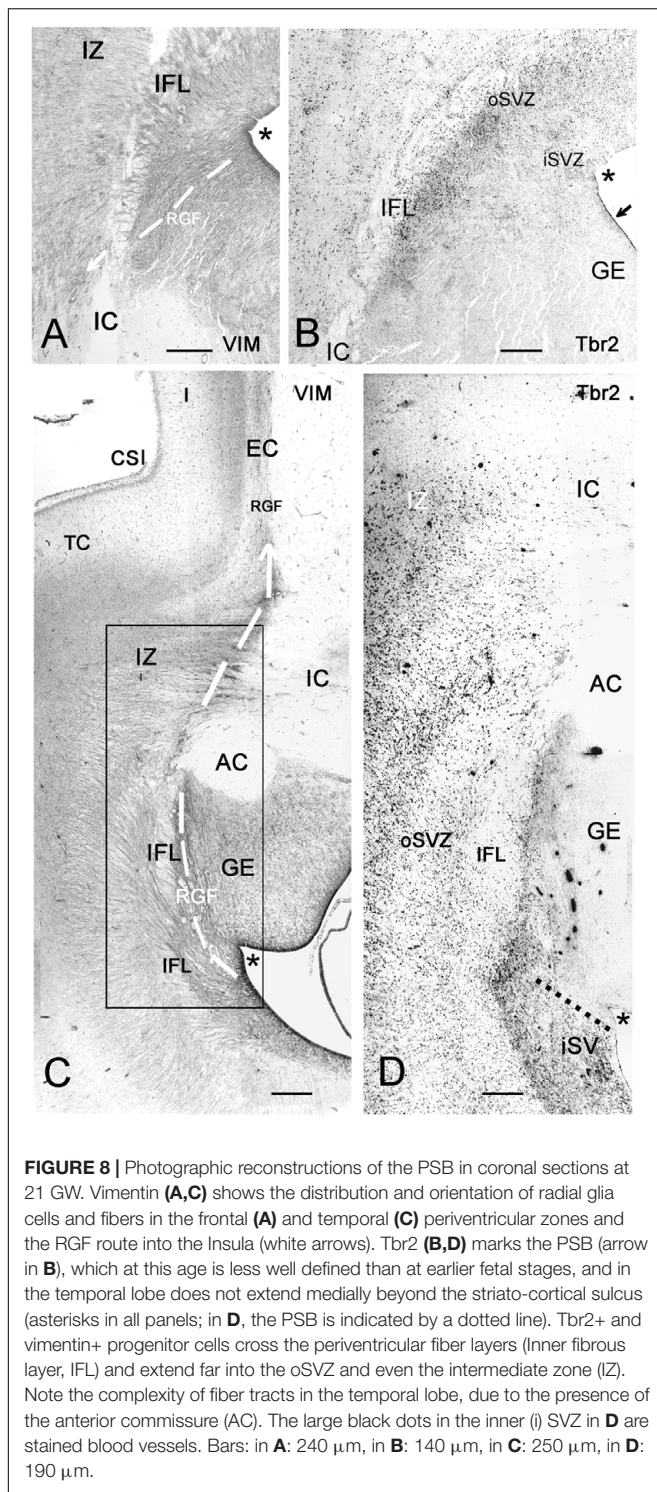 IZ
IFL
*
RGF
IC
A
VIM
oSVZ
iSVZ
*
IFL
GE
B
IC
Tbr2
I
VIM
CSI
EC
RGF
TC
IZ
IC
AC
IFL
GE
RGF
IFL
*
C
Tbr2
IZ
IC
AC
GE
oSVZ
IFL
*
iSV
D
FIGURE 8 | Photographic reconstructions of the PSB in coronal sections at
21 GW. Vimentin (A,C) shows the distribution and orientation of radial glia
cells and fibers in the frontal (A) and temporal (C) periventricular zones and
the RGF route into the Insula (white arrows). Tbr2 (B,D) marks the PSB (arrow
in B), which at this age is less well defined than at earlier fetal stages, and in
the temporal lobe does not extend medially beyond the striato-cortical sulcus
(asterisks in all panels; in D, the PSB is indicated by a dotted line). Tbr2+ and
vimentin+ progenitor cells cross the periventricular fiber layers (Inner fibrous
layer, IFL) and extend far into the oSVZ and even the intermediate zone (IZ).
Note the complexity of fiber tracts in the temporal lobe, due to the presence of
the anterior commissure (AC). The large black dots in the inner (i) SVZ in D are
stained blood vessels. Bars: in A: 240 μm, in B: 140 μm, in C: 250 μm, in D:
190 μm.